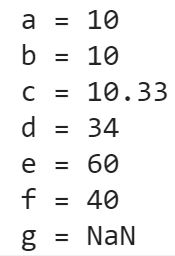 a = 10
b = 10
c = 10.33
d = 34
e = 60
f = 40
g = NaN